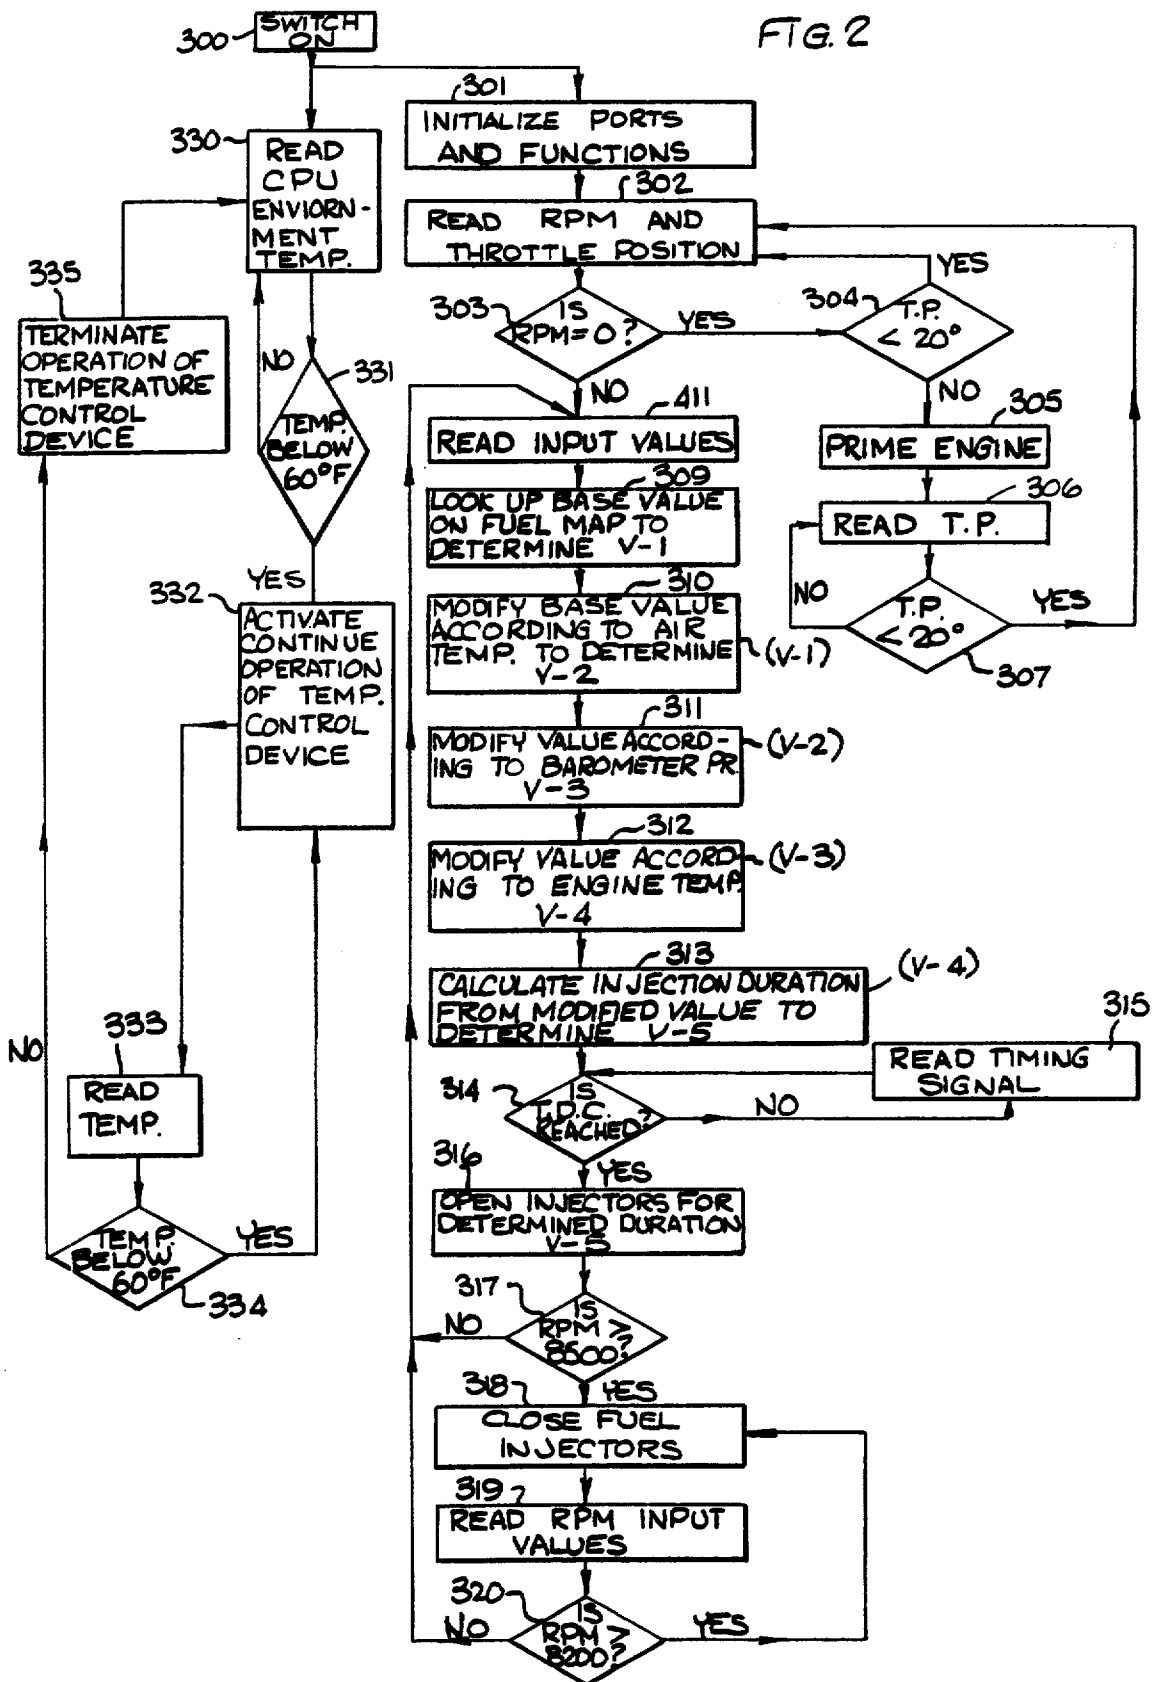 FIG. 2
300
SWITCH
ON
301
INITIALIZE PORTS
AND FUNCTIONS
330
READ
CPU
ENVIORN-
MENT
TEMP.
302
READ RPM AND
THROTTLE POSITION
335
TERMINATE
OPERATION OF
TEMPERATURE
CONTROL
DEVICE
303
IS
RPM=0?
YES
304
T.P.
< 20°
YES
NO
NO
331
TEMP.
BELOW
60°F
NO
411
READ INPUT VALUES
305
PRIME ENGINE
309
LOOK UP BASE VALUE
ON FUEL MAP TO
DETERMINE V-1
306
READ T.P.
YES
332
ACTIVATE
CONTINUE
OPERATION
OF TEMP.
CONTROL
DEVICE
310
MODIFY BASE VALUE
ACCORDING TO AIR
TEMP. TO DETERMINE
V-2
(V-1)
NO
T.P.
< 20°
YES
307
311
MODIFY VALUE ACCORD-
ING TO BAROMETER PR.
V-3
(V-2)
312
MODIFY VALUE ACCORD-
ING TO ENGINE TEMP.
V-4
(V-3)
313
CALCULATE INJECTION DURATION
FROM MODIFIED VALUE TO
DETERMINE V-5
(V-4)
333
READ
TEMP.
NO
315
READ TIMING
SIGNAL
314
IS
T.D.C.
REACHED?
NO
YES
316
OPEN INJECTORS FOR
DETERMINED DURATION
V-5
TEMP.
BELOW
60°F
YES
334
317
IS
RPM >
8500?
NO
YES
318
CLOSE FUEL
INJECTORS
319
READ RPM INPUT
VALUES
320
IS
RPM >
8200?
NO
YES